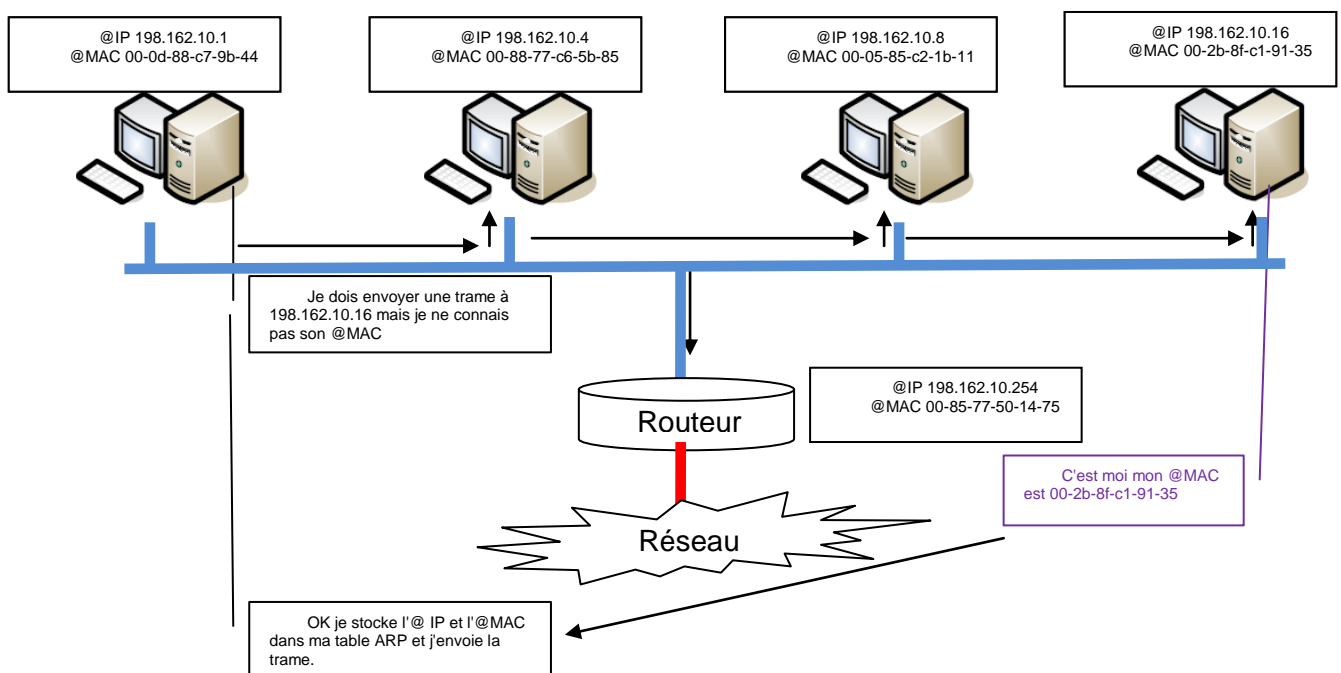 @IP 198.162.10.1
@MAC 00-0d-88-c7-9b-44
@IP 198.162.10.4
@MAC 00-88-77-c6-5b-85
@IP 198.162.10.8
@MAC 00-05-85-c2-1b-11
@IP 198.162.10.16
@MAC 00-2b-8f-c1-91-35
Je dois envoyer une trame à
198.162.10.16 mais je ne connais
pas son @MAC
@IP 198.162.10.254
@MAC 00-85-77-50-14-75
Routeur
C'est moi mon @MAC
est 00-2b-8f-c1-91-35
Réseau
OK je stocke l'@ IP et l'@MAC
dans ma table ARP et j'envoie la
trame.